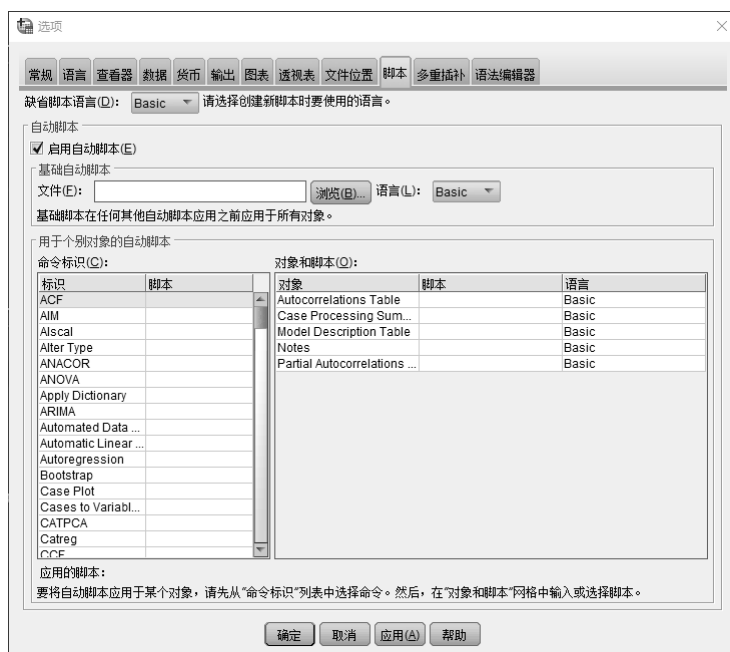 选项
常规 语言 查看器 数据 货币 输出 图表 透视表 文件位置 脚本 多重插补 语法编辑器
缺省脚本语言(D): Basic 请选择创建新脚本时要使用的语言。
自动脚本
启用自动脚本(E)
基础自动脚本
文件(F): 浏览(B)... 语言(L): Basic
基础脚本在任何其他自动脚本应用之前应用于所有对象。
用于个别对象的自动脚本
命令标识(C): 对象和脚本(O):
标识 脚本 对象 脚本 语言
ACF Autocorrelations Table Basic
AIM Case Processing Sum... Basic
Alscal Model Description Table Basic
Alter Type Notes Basic
ANACOR Partial Autocorrelations ... Basic
ANOVA
Apply Dictionary
ARIMA
Automated Data ...
Automatic Linear ...
Autoregression
Bootstrap
Case Plot
Cases to Variabl...
CATPCA
Catreg
CCF
应用的脚本：
要将自动脚本应用于某个对象，请先从“命令标识”列表中选择命令。然后，在“对象和脚本”网格中输入或选择脚本。
确定 取消 应用(A) 帮助